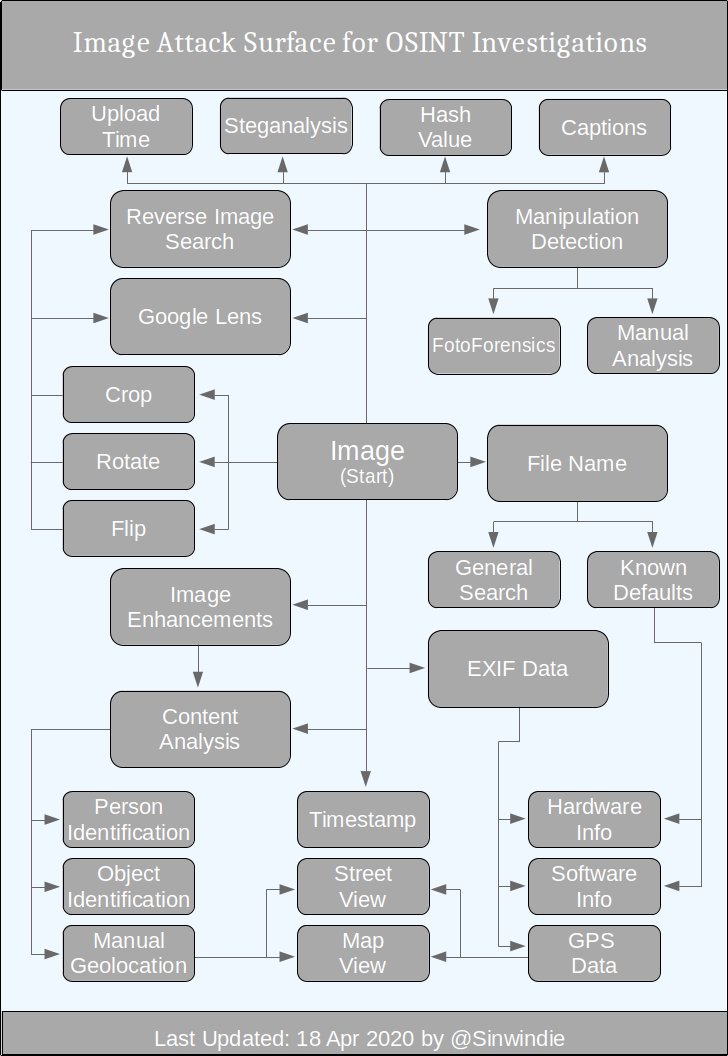 Image Attack Surface for OSINT Investigations
Upload
Time
Steganalysis
Hash
Value
Captions
Reverse Image
Search
Manipulation
Detection
Google Lens
FotoForensics
Manual
Analysis
Crop
Rotate
Flip
Image
(Start)
File Name
General
Search
Known
Defaults
Image
Enhancements
EXIF Data
Content
Analysis
Person
Identification
Timestamp
Hardware
Info
Object
Identification
Street
View
Software
Info
Manual
Geolocation
Map
View
GPS
Data
Last Updated: 18 Apr 2020 by @Sinwindie